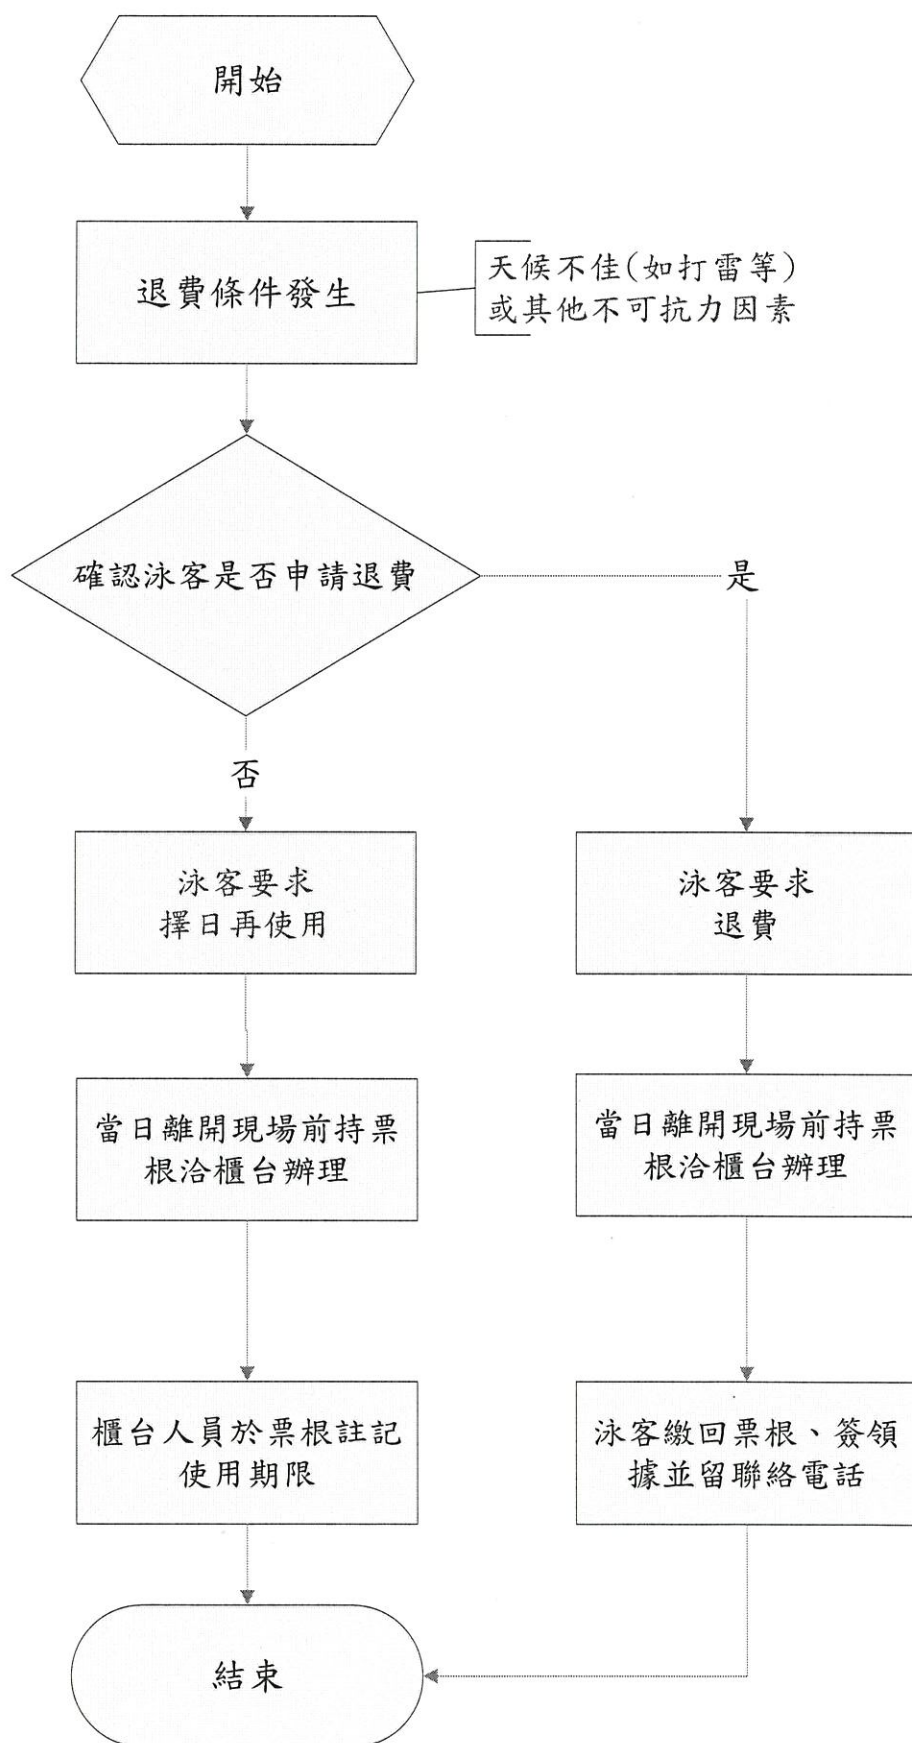 開始
退費條件發生
天候不佳(如打雷等)
或其他不可抗力因素
確認泳客是否申請退費
是
否
泳客要求
擇日再使用
泳客要求
退費
當日離開現場前持票
根洽櫃台辦理
當日離開現場前持票
根洽櫃台辦理
櫃台人員於票根註記
使用期限
泳客繳回票根、簽領
據並留聯絡電話
結束